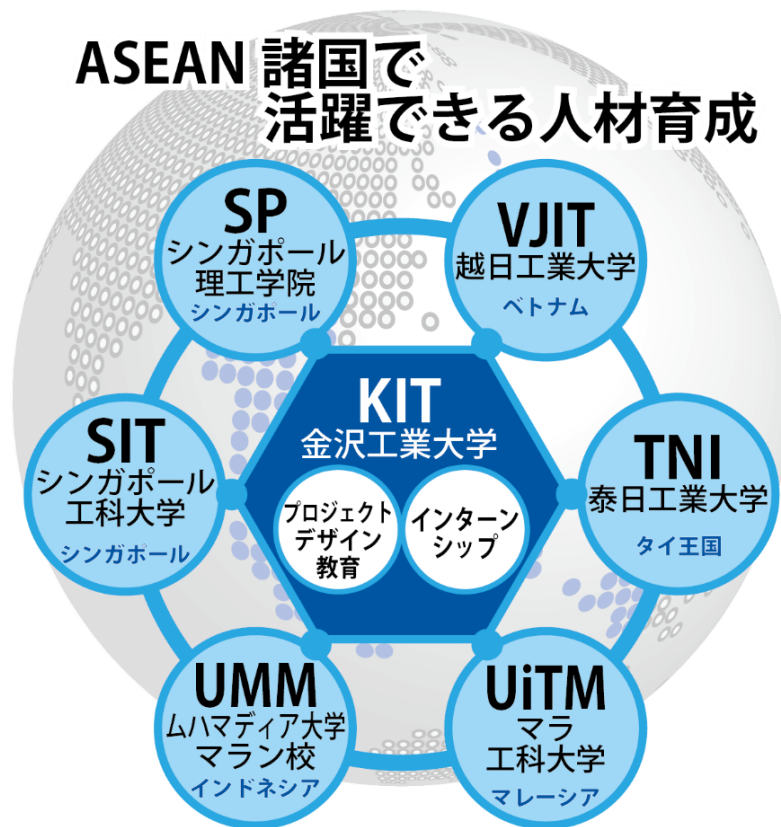 ASEAN 諸国で
活躍できる人材育成
SP
シンガポール
理工学院
シンガポール
VJIT
越日工業大学
ベトナム
KIT
金沢工業大学
プロジェクト
デザイン
教育
インターン
シップ
SIT
シンガポール
工科大学
シンガポール
TNI
泰日工業大学
タイ王国
UMM
ムハマディア大学
マラン校
インドネシア
UiTM
マラ
工科大学
マレーシア